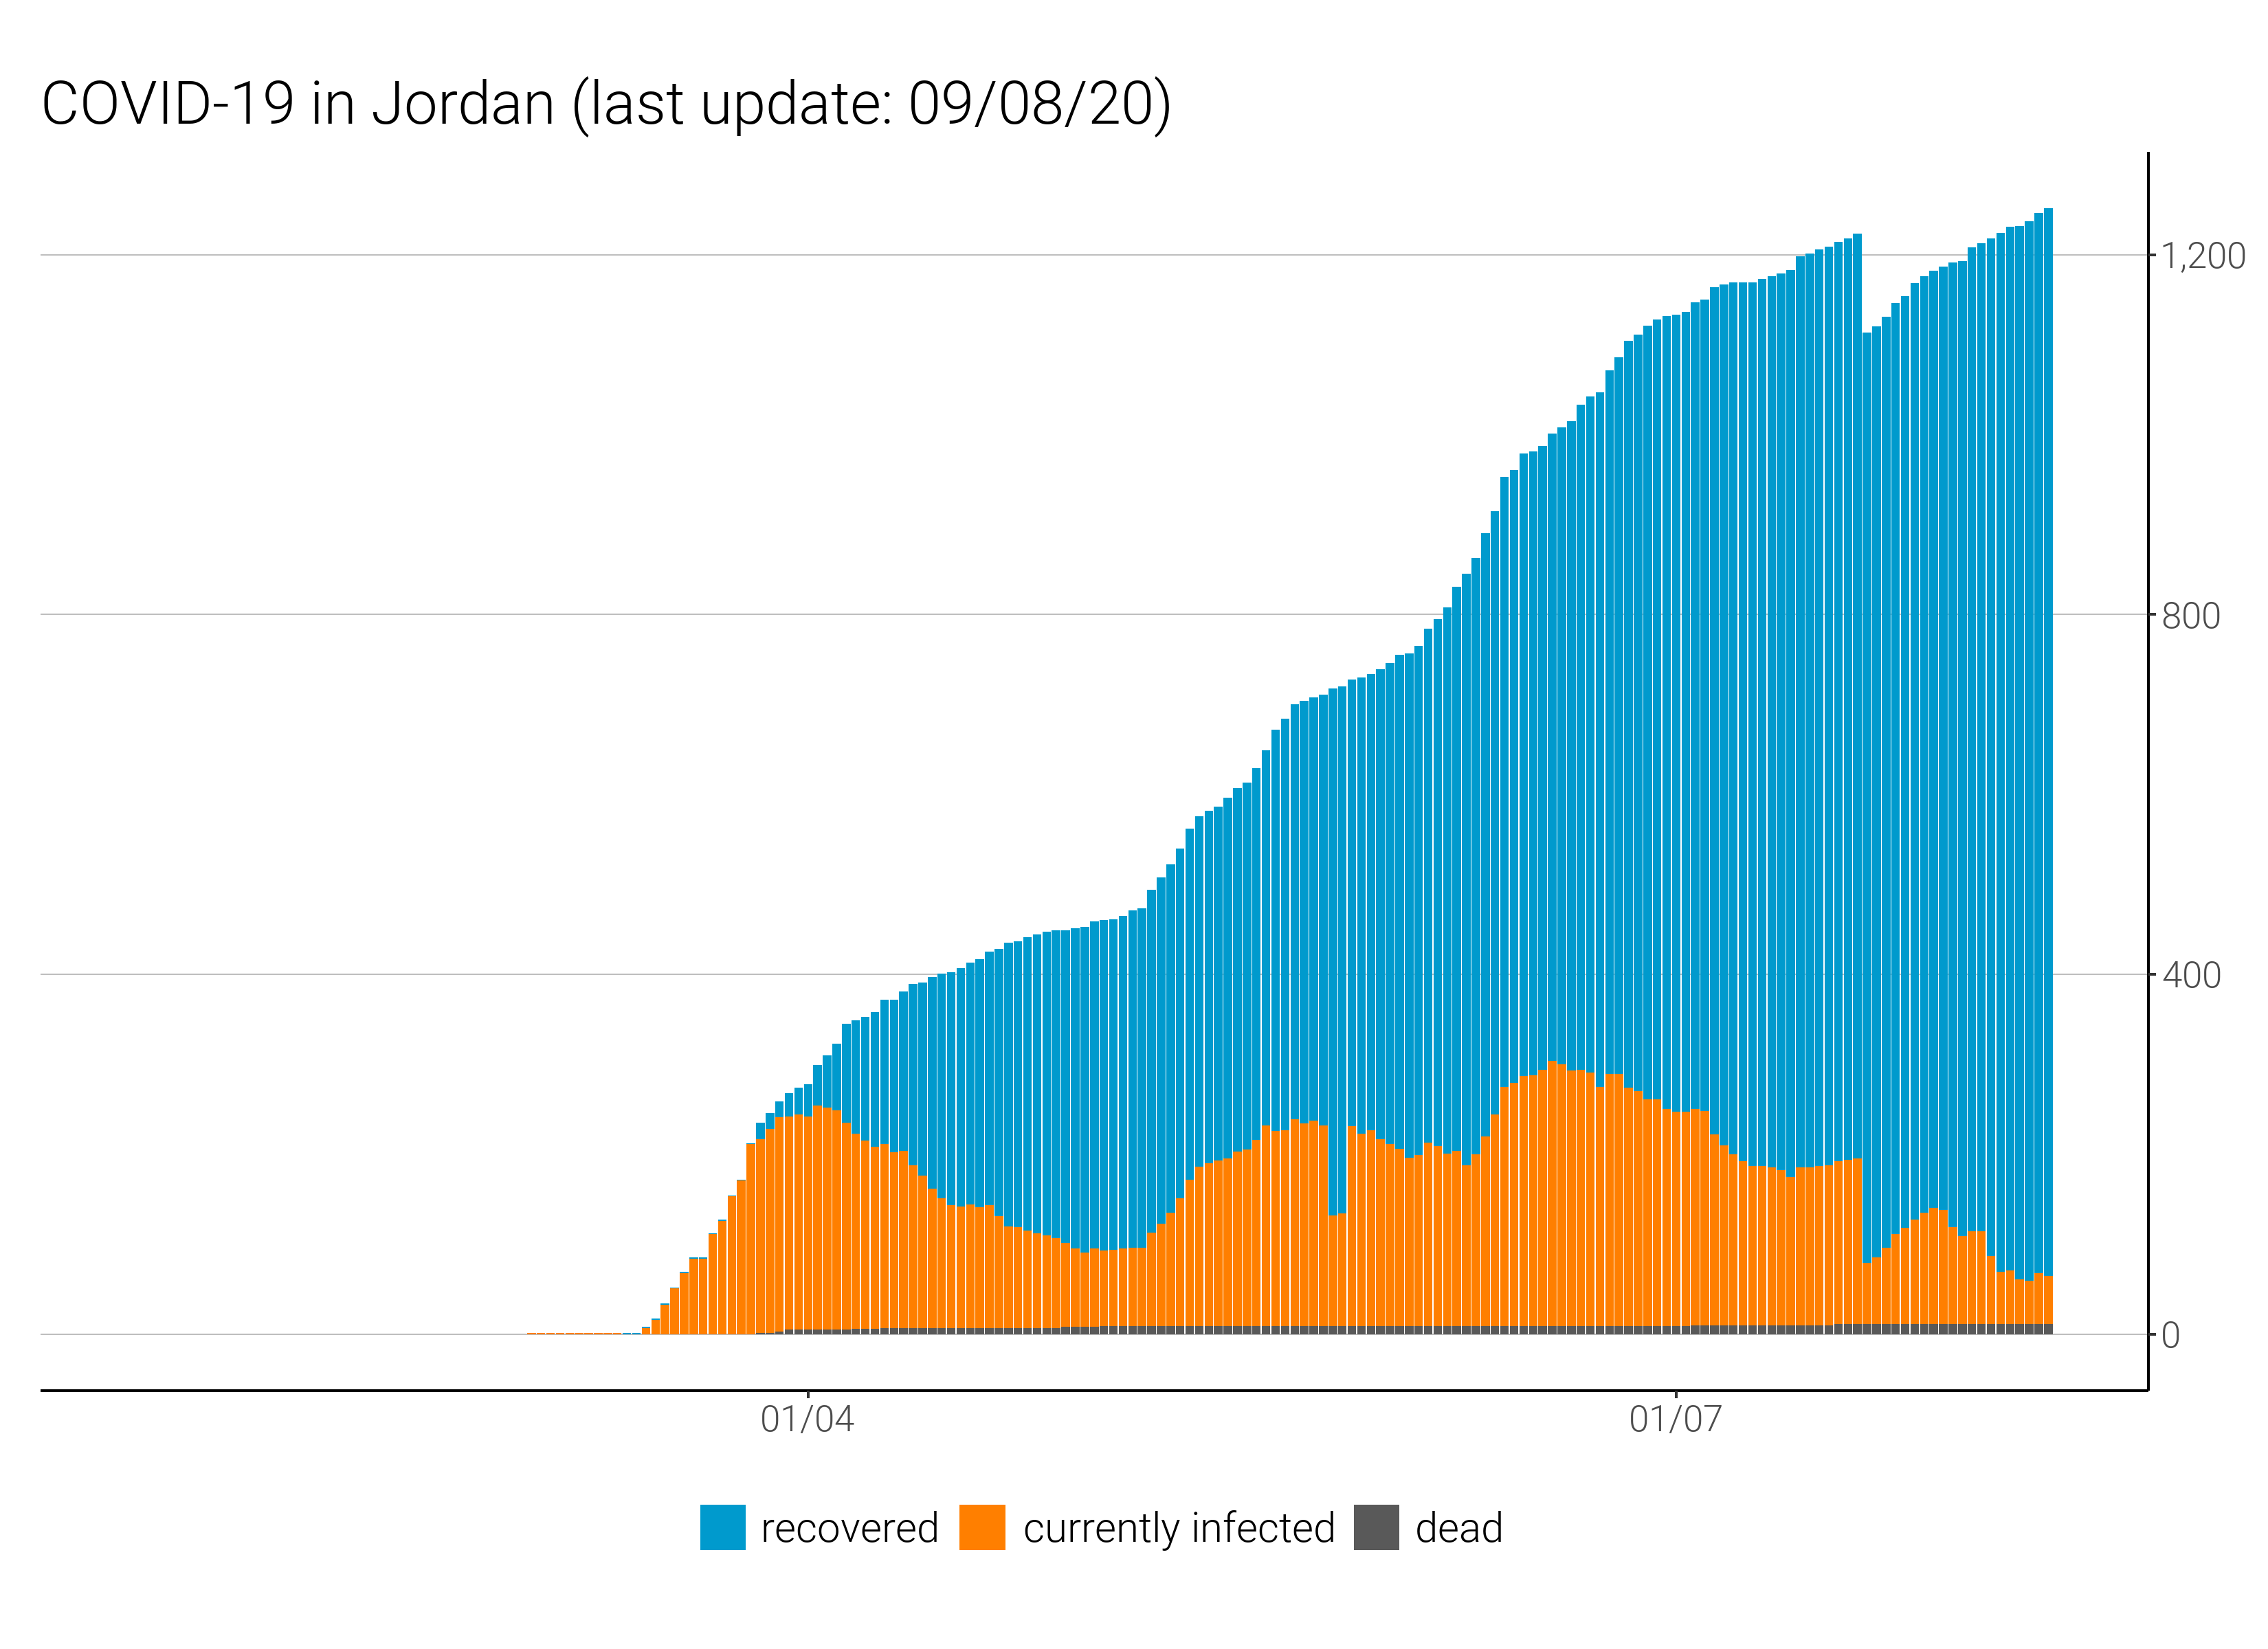 COVID-19 in Jordan (last update: 09/08/20)
1,200
800
400
0
01/04 01/07
recovered currently infected dead